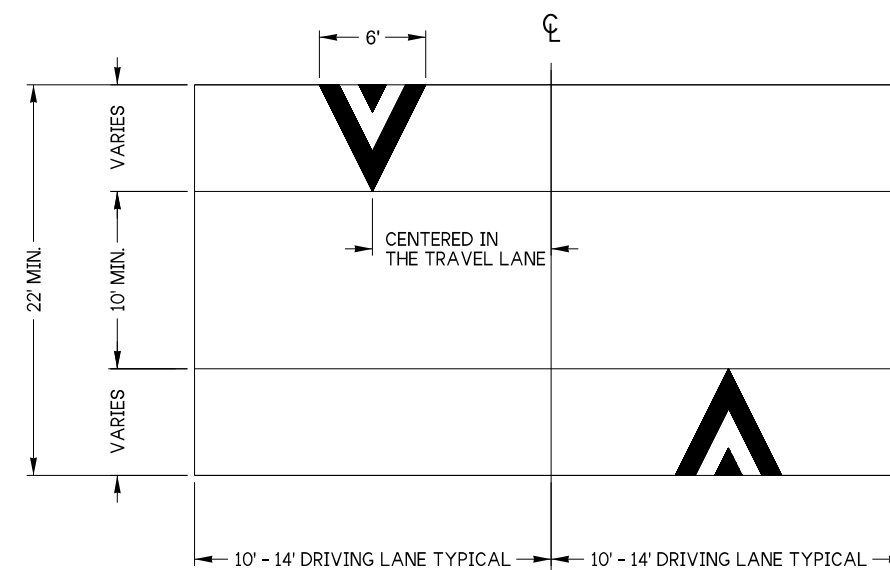 6'
℄
VARIES
22' MIN.
10' MIN.
CENTERED IN
THE TRAVEL LANE
VARIES
10' - 14' DRIVING LANE TYPICAL
10' - 14' DRIVING LANE TYPICAL